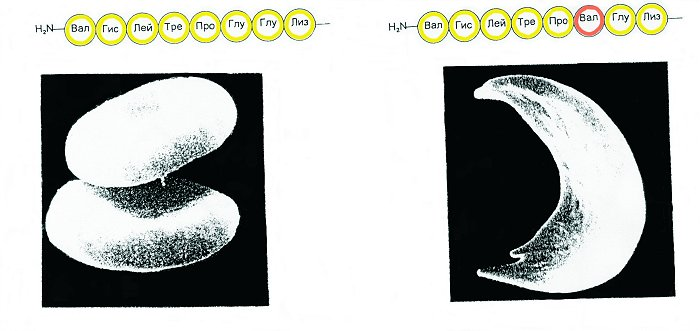 H₂N Вал Гис Лей Тре Про Глу Глу Лиз
H₂N Вал Гис Лей Тре Про Вал Глу Лиз